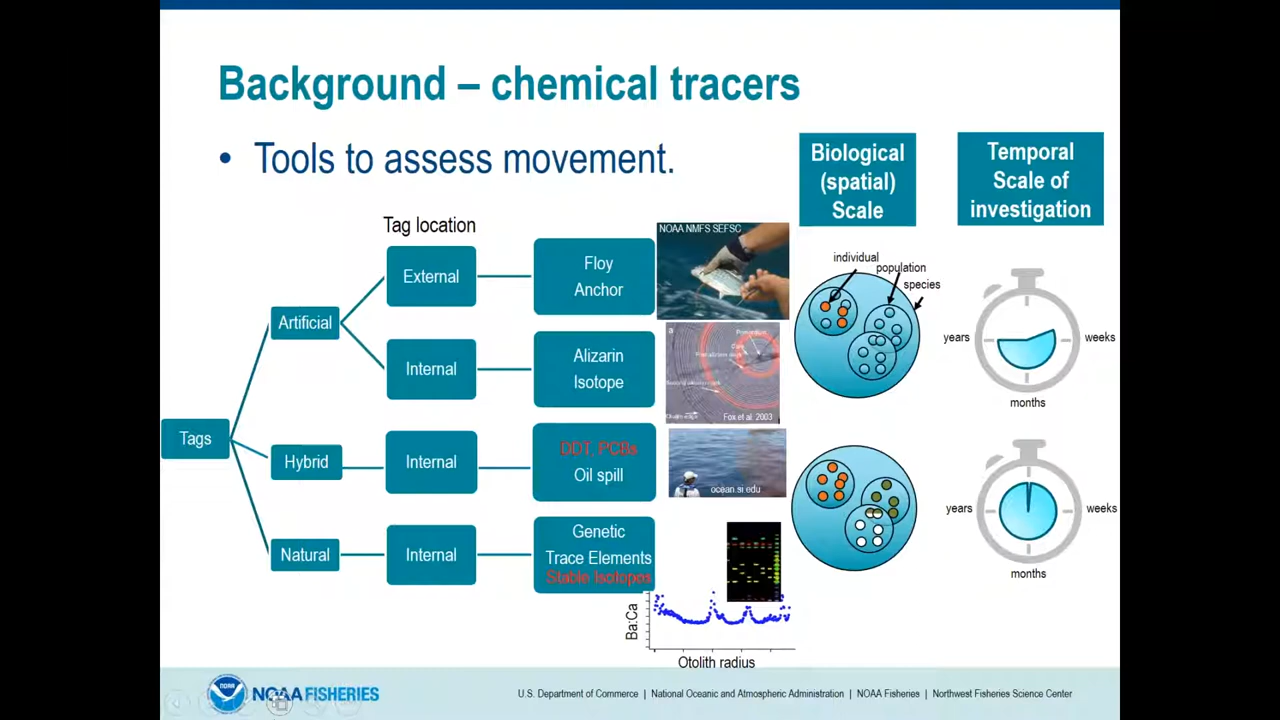 Background – chemical tracers
• Tools to assess movement.
Biological
(spatial)
Scale
Temporal
Scale of
investigation
Tag location
Tags
Artificial
Hybrid
Natural
External
Internal
Internal
Internal
Floy
Anchor
Alizarin
Isotope
DDT, PCBs
Oil spill
Genetic
Trace Elements
Stable Isotopes
NOAA NMFS SEFSC
a
Fox et al. 2003
ocean.si.edu
Ba:Ca
Otolith radius
individual
population
species
years
weeks
months
years
weeks
months
NOAA
NOAA FISHERIES
U.S. Department of Commerce | National Oceanic and Atmospheric Administration | NOAA Fisheries | Northwest Fisheries Science Center